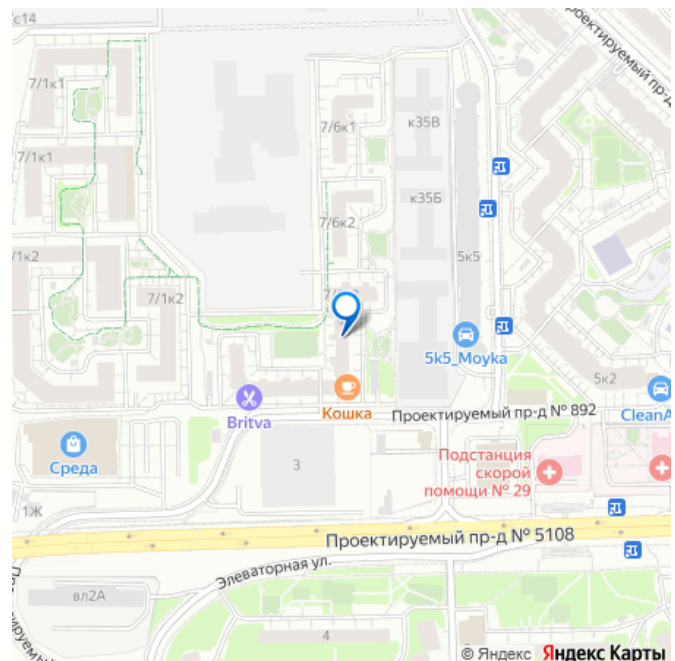 /с14
7/1к1
Проектируемый пр-д
7/6к1
к35В
7/1к1
к35Б
7/6к2
/1к2
5к5
7/1к2
5k5_Moyka
5к2
Britva
Кошка
Проектируемый пр-д № 892
CleanA
Среда
3
Подстанция
скорой
помощи № 29
1Ж
Проектируемый пр-д № 5108
Элеваторная ул.
вл2А
4
© Яндекс Яндекс Карты